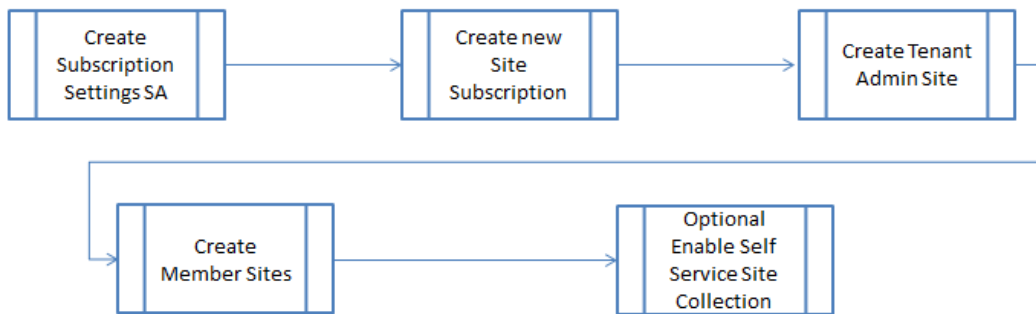 Create
Subscription
Settings SA
Create new
Site
Subscription
Create Tenant
Admin Site
Create
Member Sites
Optional
Enable Self
Service Site
Collection